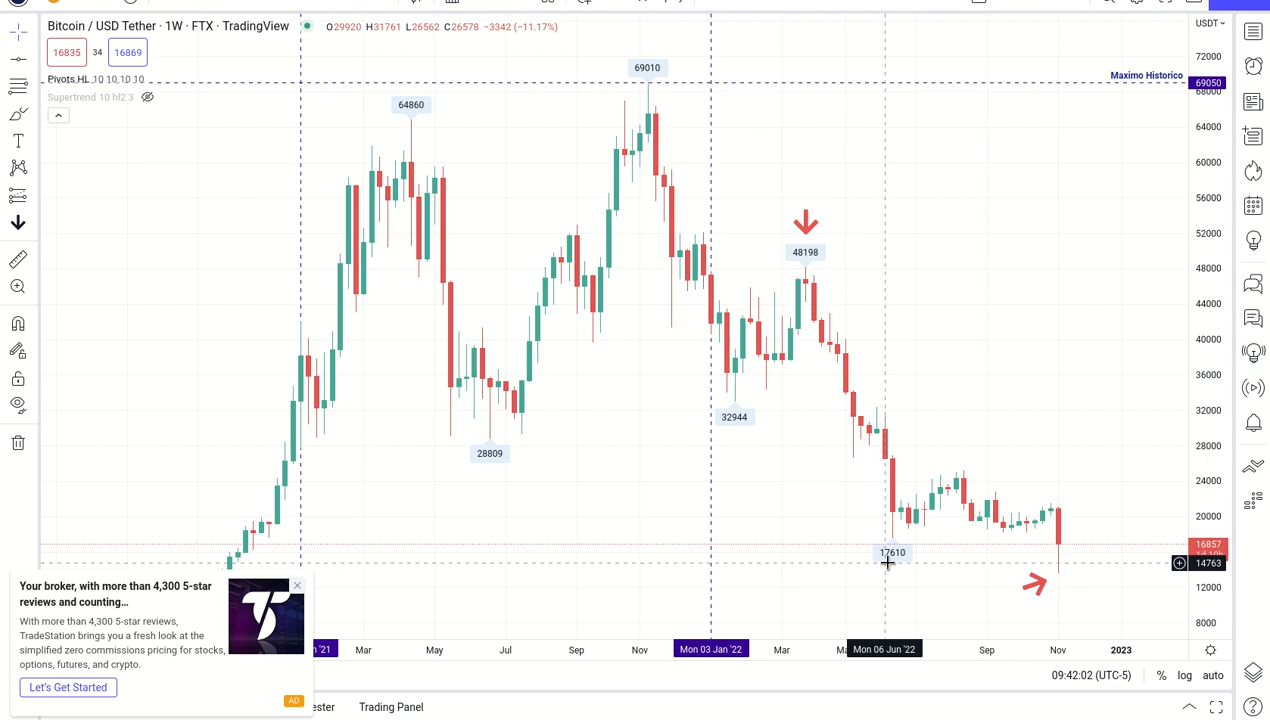 Bitcoin / USD Tether · 1W · FTX · TradingView
O29920 H31761 L26562 C26578 −3342 (−11.17%)
USDT
16835 34 16869
Pivots HL 10 10 10 10
Supertrend 10 hl2 3
69010
64860
48198
32944
28809
17610
Maximo Historico
72000
69050
68000
64000
60000
56000
52000
48000
44000
40000
36000
32000
28000
24000
20000
16857
14763
12000
8000
Your broker, with more than 4,300 5-star
reviews and counting...
With more than 4,300 5-star reviews,
TradeStation brings you a fresh look at the
simplified zero commissions pricing for stocks,
options, futures, and crypto.
Let's Get Started
AD
'21 Mar May Jul Sep Nov Mon 03 Jan '22 Mar Mon 06 Jun '22 Sep Nov 2023
09:42:02 (UTC-5) % log auto
Trading Panel